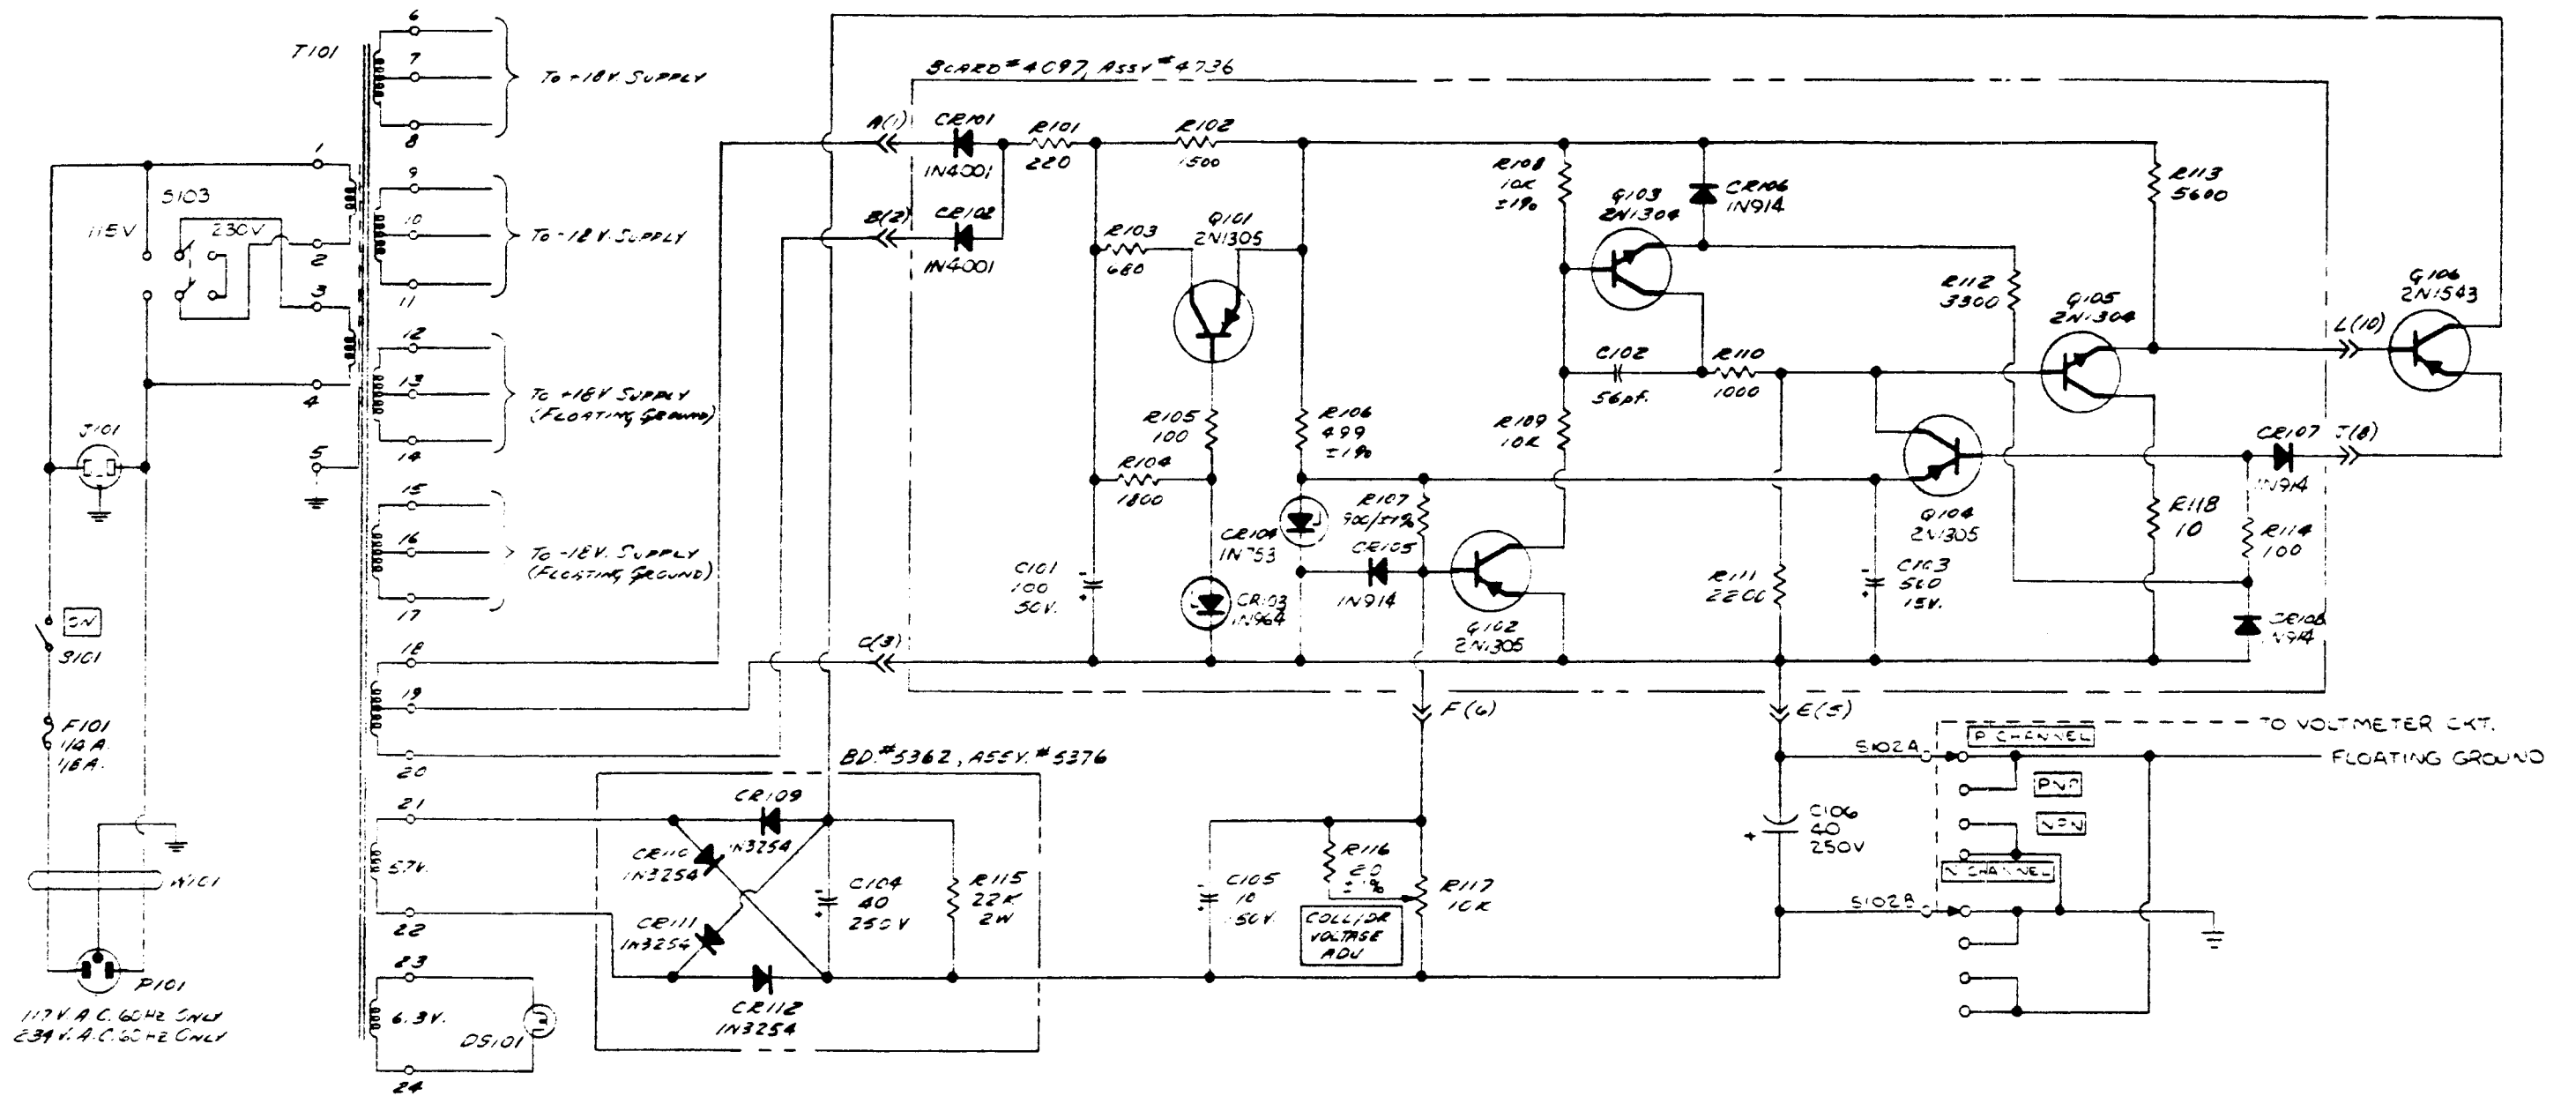 T101
6
7
8
To +18V. SUPPLY
9
10
11
To -18V. SUPPLY
12
13
14
To +18V SUPPLY
(FLOATING GROUND)
15
16
17
To -18V. SUPPLY
(FLOATING GROUND)
18
19
20
21
57V.
22
23
6.3V.
24
DS101
1
2
3
4
5
S103
115V
230V
J101
ON
S101
F101
1/4 A.
1/8 A.
W101
P101
117V. A.C. 60HZ ONLY
234V. A.C. 60HZ ONLY
BOARD #4097, ASSY #4736
A(1)
CR101
1N4001
R101
220
R102
1500
B(2)
CR102
1N4001
R103
680
Q101
2N1305
R105
100
R104
1800
C101
100
50V.
CR103
1N964
R106
499
±1%
CR104
1N753
R107
900/±1%
CR105
1N914
Q102
2N1305
R108
10K
±1%
Q103
2N1304
CR106
1N914
C102
56pf.
R110
1000
R109
10K
R111
2200
R112
3300
Q105
2N1304
R113
5600
Q104
2N1305
C103
15V.
R118
10
CR107
1N914
R114
100
CR108
1N914
L(10)
J(8)
Q106
2N1543
C(3)
F(6)
E(5)
BD. #5362, ASSY. #5376
CR109
1N3254
CR110
1N3254
CR111
1N3254
CR112
1N3254
C104
40
250V
R115
22K
2W
C105
10
150V.
R116
±1%
R117
10K
VOLTAGE
ADJ
C106
40
250V
S102A
S102B
P CHANNEL
PNP
NPN
N CHANNEL
TO VOLTMETER CKT.
FLOATING GROUND